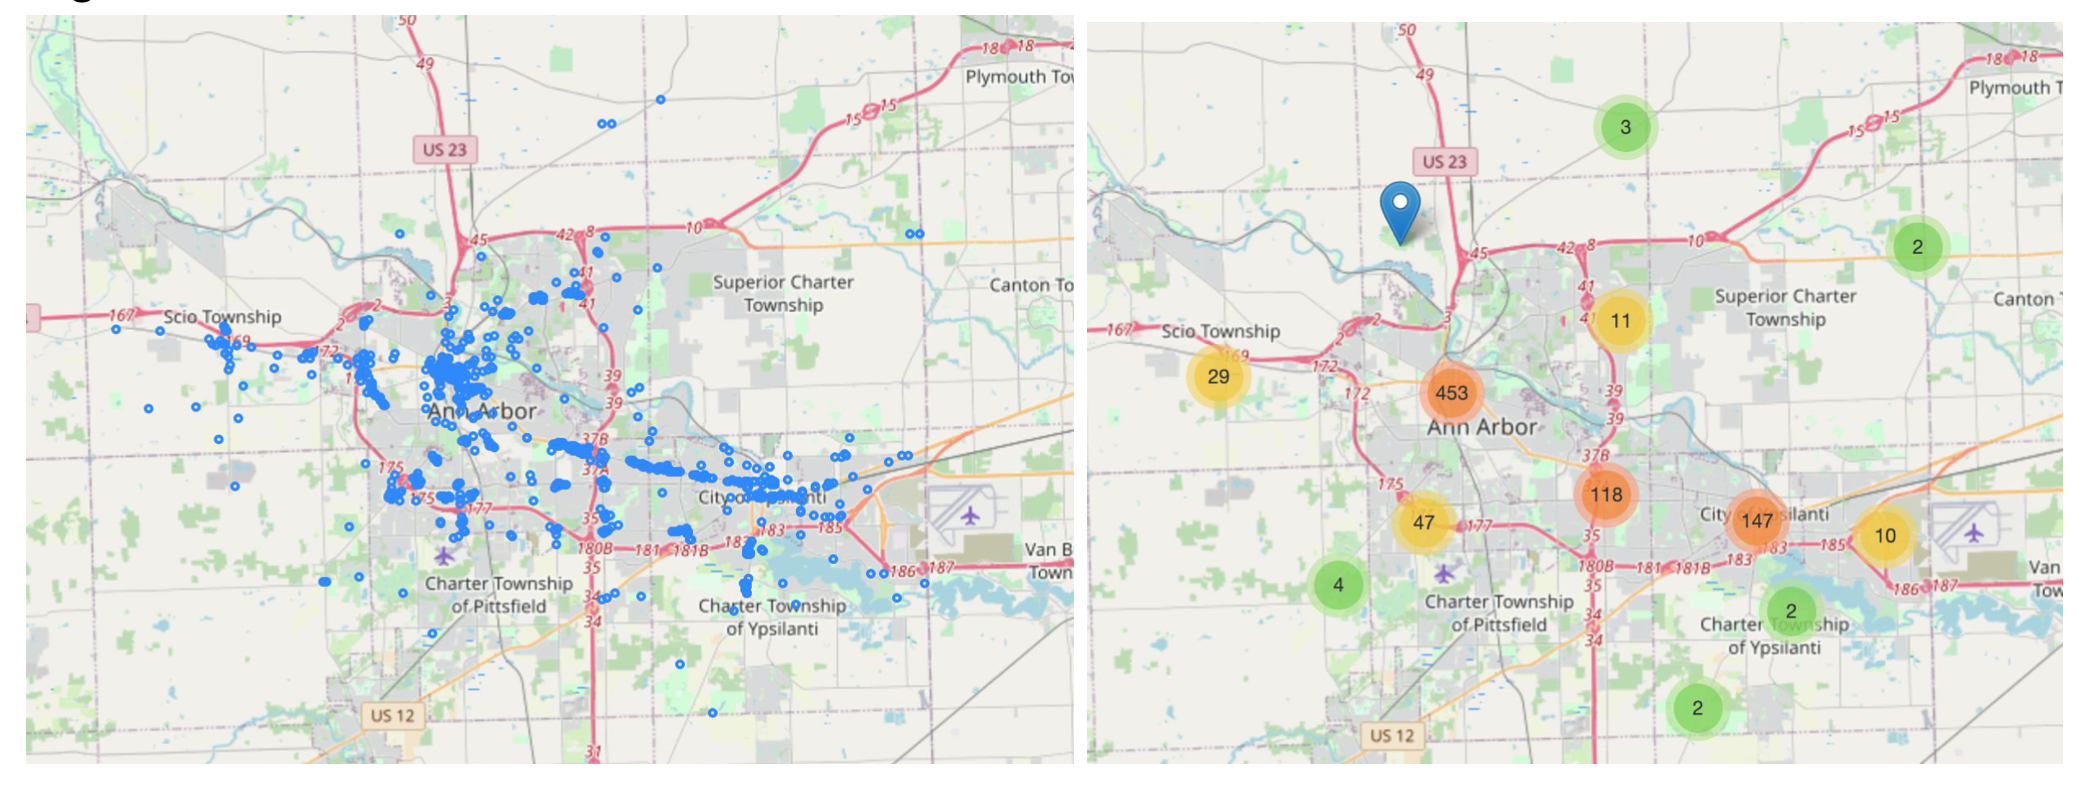 50
49
18 18
Plymouth Tow
15
15
US 23
45
42
8
10
41
41
Superior Charter
Township
Canton To
167
Scio Township
169
2
2
3
172
39
39
Ann Arbor
37B
37A
175
175
177
35
City of Ypsilanti
183
185
180B
181
181B
183
186
187
Van B
Town
35
34
34
Charter Township
of Pittsfield
Charter Township
of Ypsilanti
US 12
31
50
49
18 18
Plymouth T
15
15
3
US 23
2
45
42
8
10
41
41
11
Superior Charter
Township
Canton
167
Scio Township
169
2
2
3
29
172
172
453
39
39
Ann Arbor
37B
175
118
47
177
35
City
147
silanti
10
183
185
180B
181
181B
183
186
187
Van
Tow
4
35
34
34
Charter Township
of Pittsfield
2
Charter Township
of Ypsilanti
2
US 12